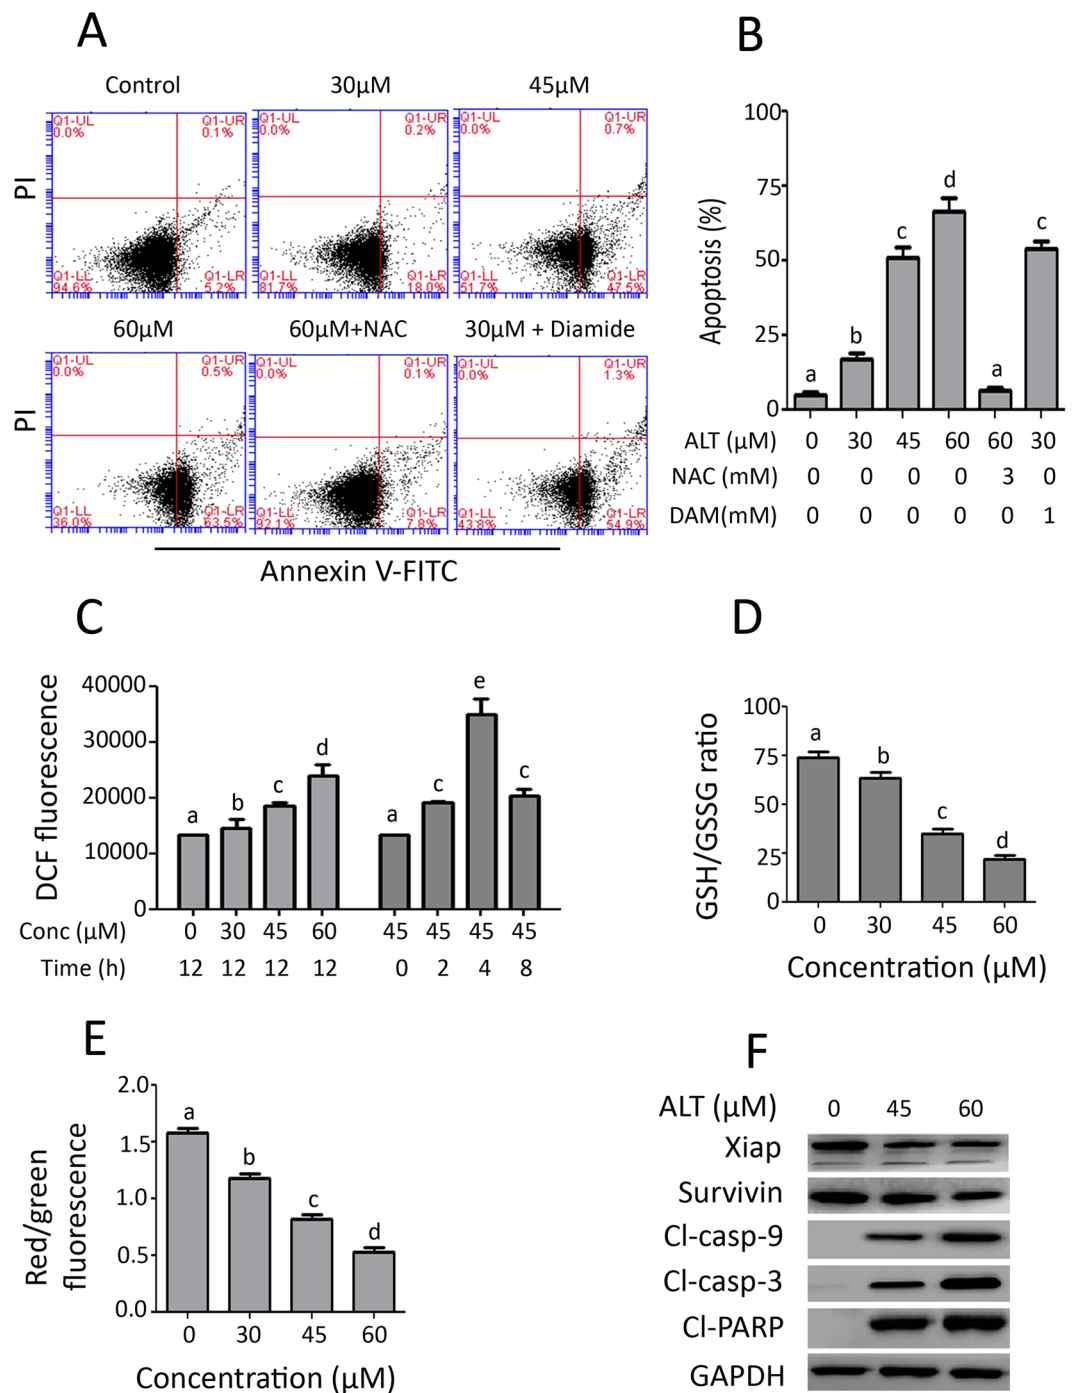 A
Control 30µM 45µM
PI
Q1-UL Q1-UR Q1-UL Q1-UR Q1-UL Q1-UR
0.0% 0.1% 0.0% 0.2% 0.0% 0.7%
Q1-LL Q1-LR Q1-LL Q1-LR Q1-LL Q1-LR
94.6% 5.2% 81.7% 18.0% 51.7% 47.5%
60µM 60µM+NAC 30µM + Diamide
PI
Q1-UL Q1-UR Q1-UL Q1-UR Q1-UL Q1-UR
0.0% 0.5% 0.0% 0.1% 0.0% 1.3%
Q1-LL Q1-LR Q1-LL Q1-LR Q1-LL Q1-LR
36.0% 63.5% 92.1% 7.8% 43.8% 54.9%
Annexin V-FITC
B
Apoptosis (%)
100
75
50
25
0
a b c d a c
ALT (µM) 0 30 45 60 60 30
NAC (mM) 0 0 0 0 3 0
DAM(mM) 0 0 0 0 0 1
C
DCF fluorescence
40000
30000
20000
10000
0
a b c d a c e c
Conc (µM) 0 30 45 60 45 45 45 45
Time (h) 12 12 12 12 0 2 4 8
D
GSH/GSSG ratio
100
75
50
25
0
a b c d
0 30 45 60
Concentration (µM)
E
Red/green
fluorescence
2.0
1.5
1.0
0.5
0.0
a b c d
0 30 45 60
Concentration (µM)
F
ALT (µM) 0 45 60
Xiap
Survivin
Cl-casp-9
Cl-casp-3
Cl-PARP
GAPDH